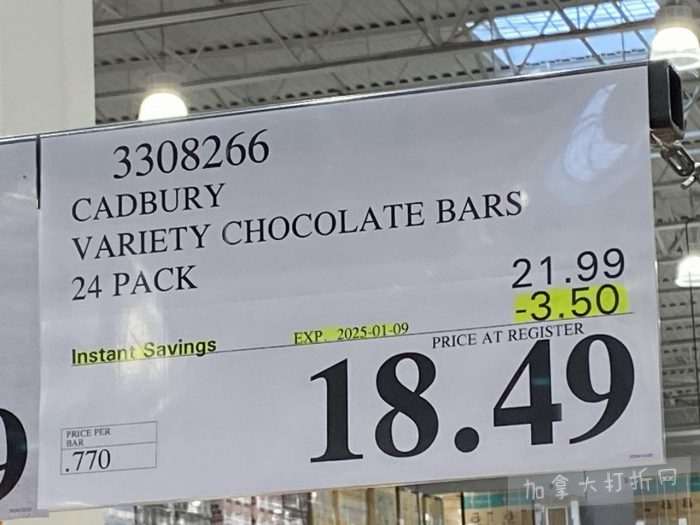 3308266
CADBURY
VARIETY CHOCOLATE BARS
24 PACK
21.99
-3.50
Instant Savings
EXP. 2025-01-09
PRICE AT REGISTER
18.49
PRICE PER
BAR
.770
9
加拿大打折网